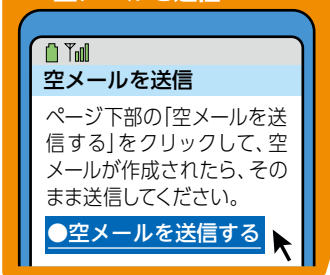 空メールを送信
ページ下部の「空メールを送
信する」をクリックして、空
メールが作成されたら、その
まま送信してください。
●空メールを送信する